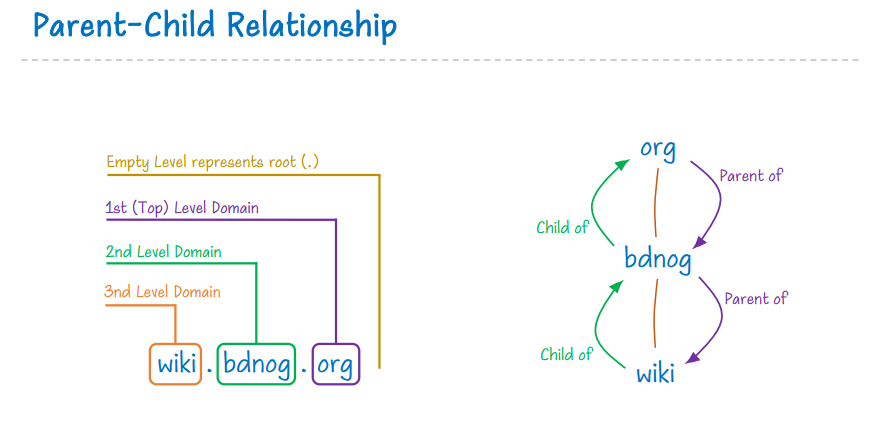 Parent-Child Relationship
Empty Level represents root (.)
1st (Top) Level Domain
2nd Level Domain
3nd Level Domain
wiki . bdnog . org
org
Parent of
Child of
bdnog
Parent of
Child of
wiki